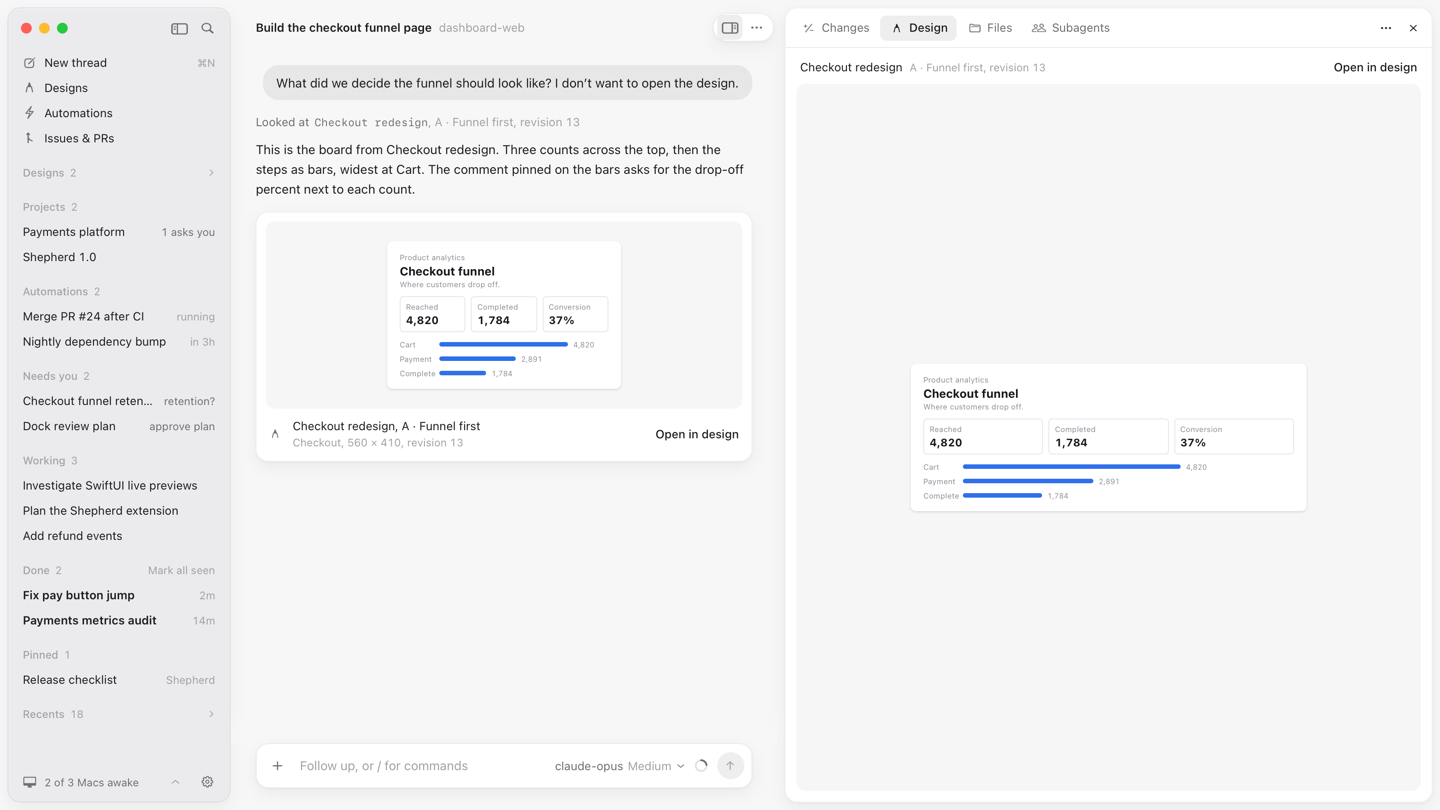 New thread ⌘N
Designs
Automations
Issues & PRs
Designs 2
Projects 2
Payments platform 1 asks you
Shepherd 1.0
Automations 2
Merge PR #24 after CI running
Nightly dependency bump in 3h
Needs you 2
Checkout funnel reten... retention?
Dock review plan approve plan
Working 3
Investigate SwiftUI live previews
Plan the Shepherd extension
Add refund events
Done 2 Mark all seen
Fix pay button jump 2m
Payments metrics audit 14m
Pinned 1
Release checklist Shepherd
Recents 18
2 of 3 Macs awake
Build the checkout funnel page dashboard-web
What did we decide the funnel should look like? I don’t want to open the design.
Looked at Checkout redesign, A · Funnel first, revision 13
This is the board from Checkout redesign. Three counts across the top, then the
steps as bars, widest at Cart. The comment pinned on the bars asks for the drop-off
percent next to each count.
Product analytics
Checkout funnel
Where customers drop off.
Reached Completed Conversion
4,820 1,784 37%
Cart 4,820
Payment 2,891
Complete 1,784
Checkout redesign, A · Funnel first
Checkout, 560 × 410, revision 13
Open in design
+ Follow up, or / for commands claude-opus Medium
Changes Design Files Subagents
Checkout redesign A · Funnel first, revision 13 Open in design
Product analytics
Checkout funnel
Where customers drop off.
Reached Completed Conversion
4,820 1,784 37%
Cart 4,820
Payment 2,891
Complete 1,784